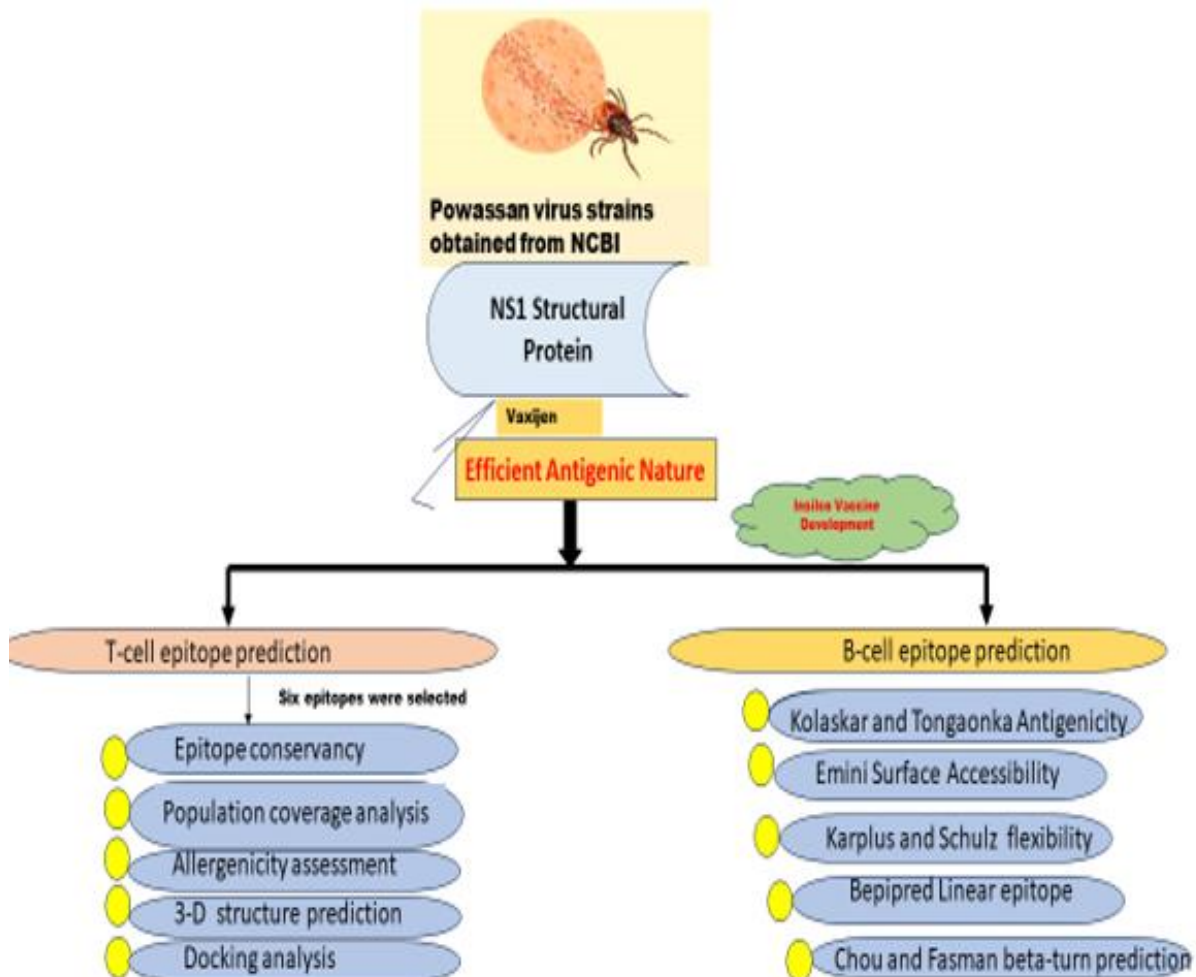 Powassan virus strains
obtained from NCBI
NS1 Structural
Protein
Vaxijen
Efficient Antigenic Nature
Insilco Vaccine
Development
T-cell epitope prediction
Six epitopes were selected
Epitope conservancy
Population coverage analysis
Allergenicity assessment
3-D structure prediction
Docking analysis
B-cell epitope prediction
Kolaskar and Tongaonka Antigenicity
Emini Surface Accessibility
Karplus and Schulz flexibility
Bepipred Linear epitope
Chou and Fasman beta-turn prediction